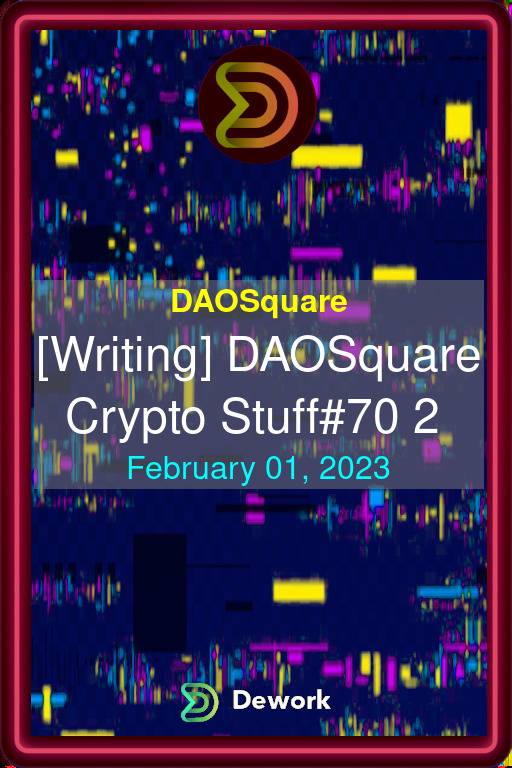 DAOSquare
[Writing] DAOSquare
Crypto Stuff#70 2
February 01, 2023
Dework